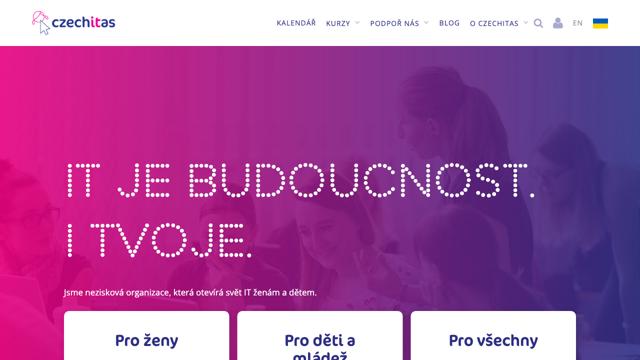 czechitas
KALENDÁŘ KURZY PODPOŘ NÁS BLOG O CZECHITAS EN
IT JE BUDOUCNOST.
I TVOJE.
Jsme nezisková organizace, která otevírá svět IT ženám a dětem.
Pro ženy
Pro děti a
mládež
Pro všechny